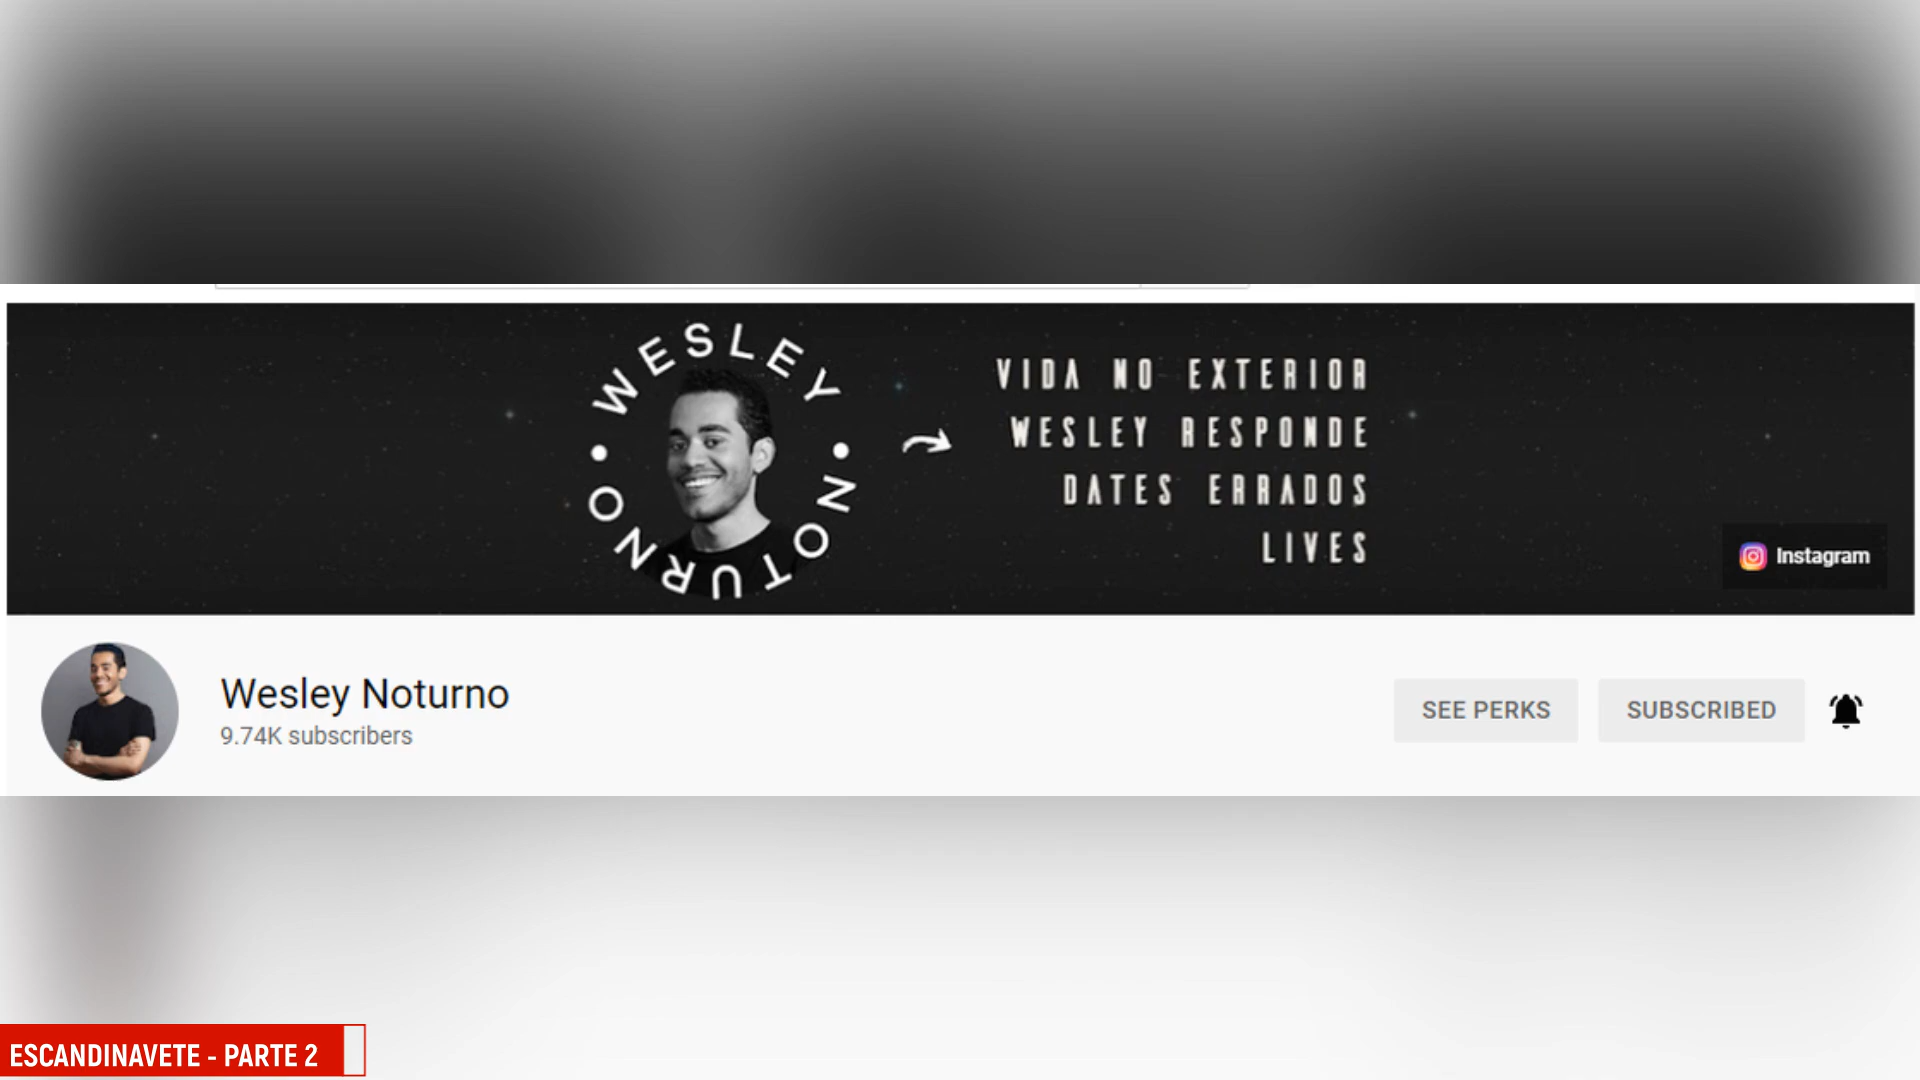 WESLEY
NOTURNO
VIDA NO EXTERIOR
WESLEY RESPONDE
DATES ERRADOS
LIVES
Instagram
Wesley Noturno
9.74K subscribers
SEE PERKS
SUBSCRIBED
ESCANDINAVETE - PARTE 2